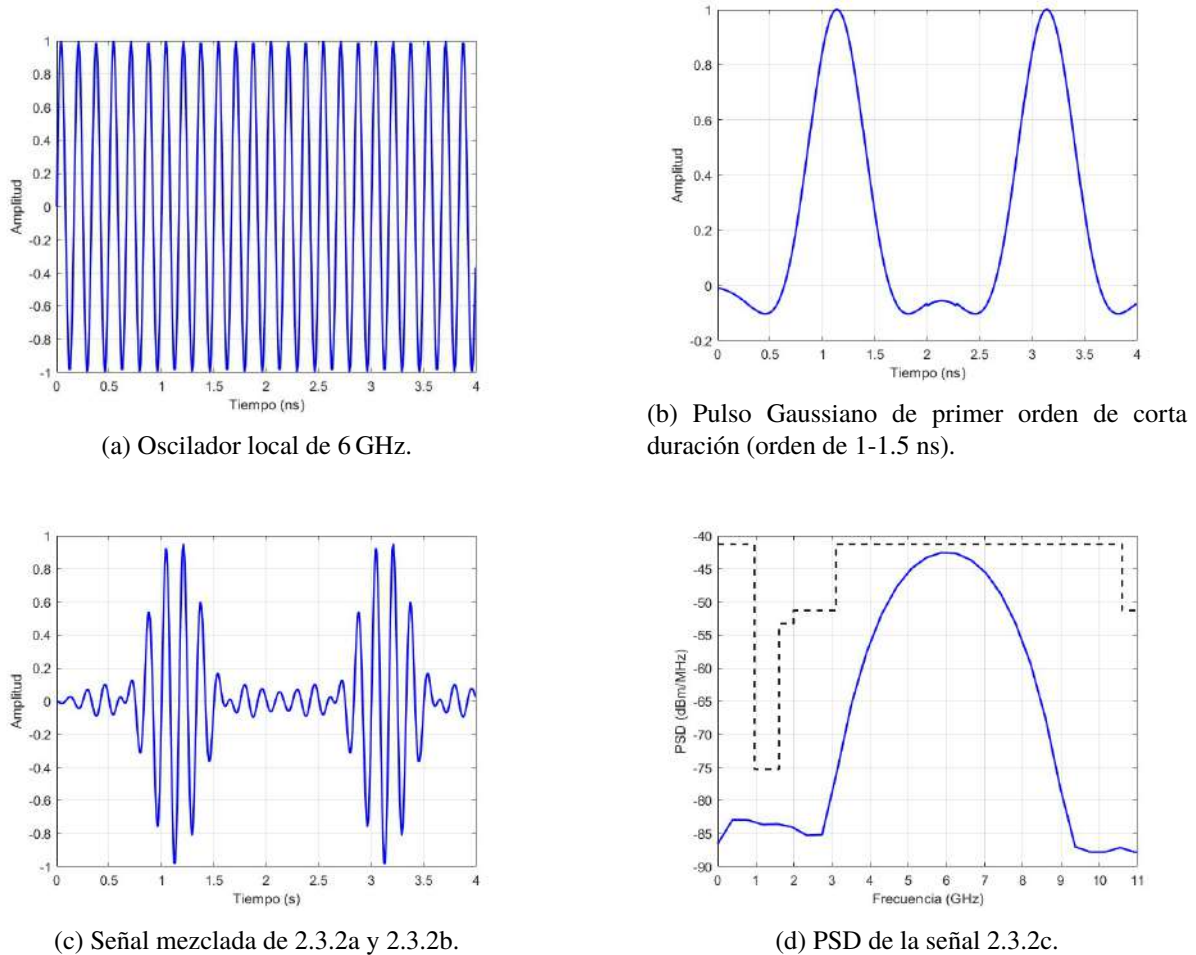 1
0.8
0.6
0.4
0.2
0
-0.2
-0.4
-0.6
-0.8
-1
Amplitud
0 0.5 1 1.5 2 2.5 3 3.5 4
Tiempo (ns)
(a) Oscilador local de 6 GHz.
1
0.8
0.6
0.4
0.2
0
-0.2
Amplitud
0 0.5 1 1.5 2 2.5 3 3.5 4
Tiempo (ns)
(b) Pulso Gaussiano de primer orden de corta
duración (orden de 1-1.5 ns).
1
0.8
0.6
0.4
0.2
0
-0.2
-0.4
-0.6
-0.8
-1
Amplitud
0 0.5 1 1.5 2 2.5 3 3.5 4
Tiempo (s)
(c) Señal mezclada de 2.3.2a y 2.3.2b.
-40
-45
-50
-55
-60
-65
-70
-75
-80
-85
-90
PSD (dBm/MHz)
0 1 2 3 4 5 6 7 8 9 10 11
Frecuencia (GHz)
(d) PSD de la señal 2.3.2c.